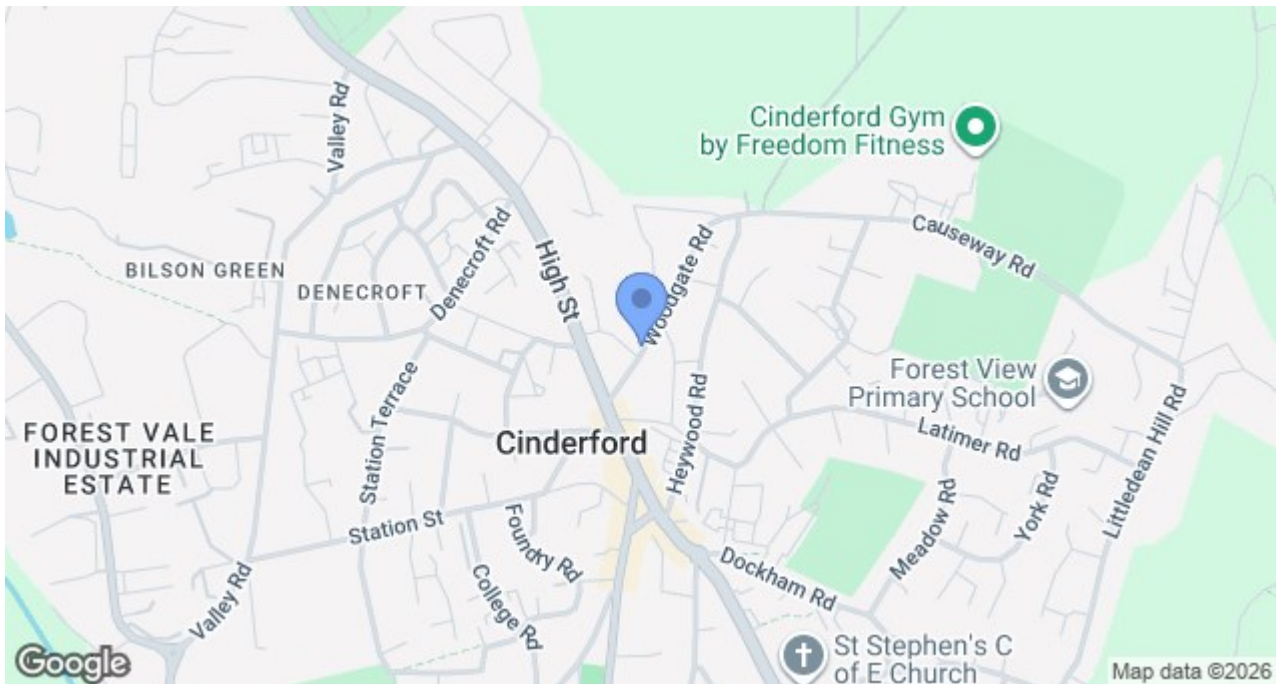 Cinderford Gym
by Freedom Fitness
Valley Rd
Causeway Rd
Denecroft Rd
High St
Woodgate Rd
BILSON GREEN
DENECROFT
Forest View
Primary School
Station Terrace
Heywood Rd
Latimer Rd
Littledean Hill Rd
FOREST VALE
INDUSTRIAL
ESTATE
Cinderford
Meadow Rd
York Rd
Station St
Foundry Rd
College Rd
Dockham Rd
Valley Rd
St Stephen's C
of E Church
Google
Map data ©2026